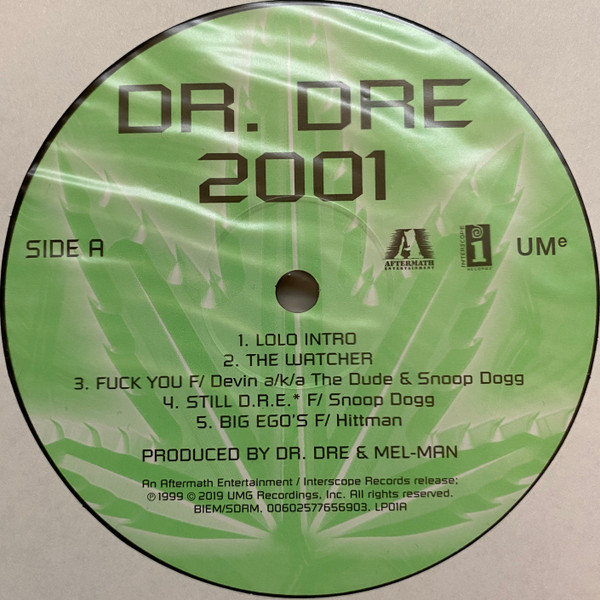 DR. DRE
2001
SIDE A
AFTERMATH
ENTERTAINMENT
INTERSCOPE
RECORDS
UMe
1. LOLO INTRO
2. THE WATCHER
3. FUCK YOU F/ Devin a/k/a The Dude & Snoop Dogg
4. STILL D.R.E.* F/ Snoop Dogg
5. BIG EGO'S F/ Hittman
PRODUCED BY DR. DRE & MEL-MAN
An Aftermath Entertainment / Interscope Records release;
℗1999 © 2019 UMG Recordings, Inc. All rights reserved.
BIEM/SDRM. 00602577656903. LP01A